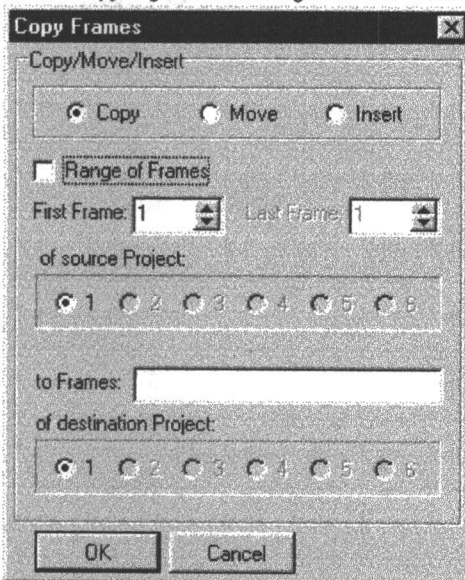 Copy Frames
Copy/Move/Insert
Copy Move Insert
Range of Frames
First Frame: 1 Last Frame: 1
of source Project:
1 2 3 4 5 6
to Frames:
of destination Project:
1 2 3 4 5 6
OK Cancel